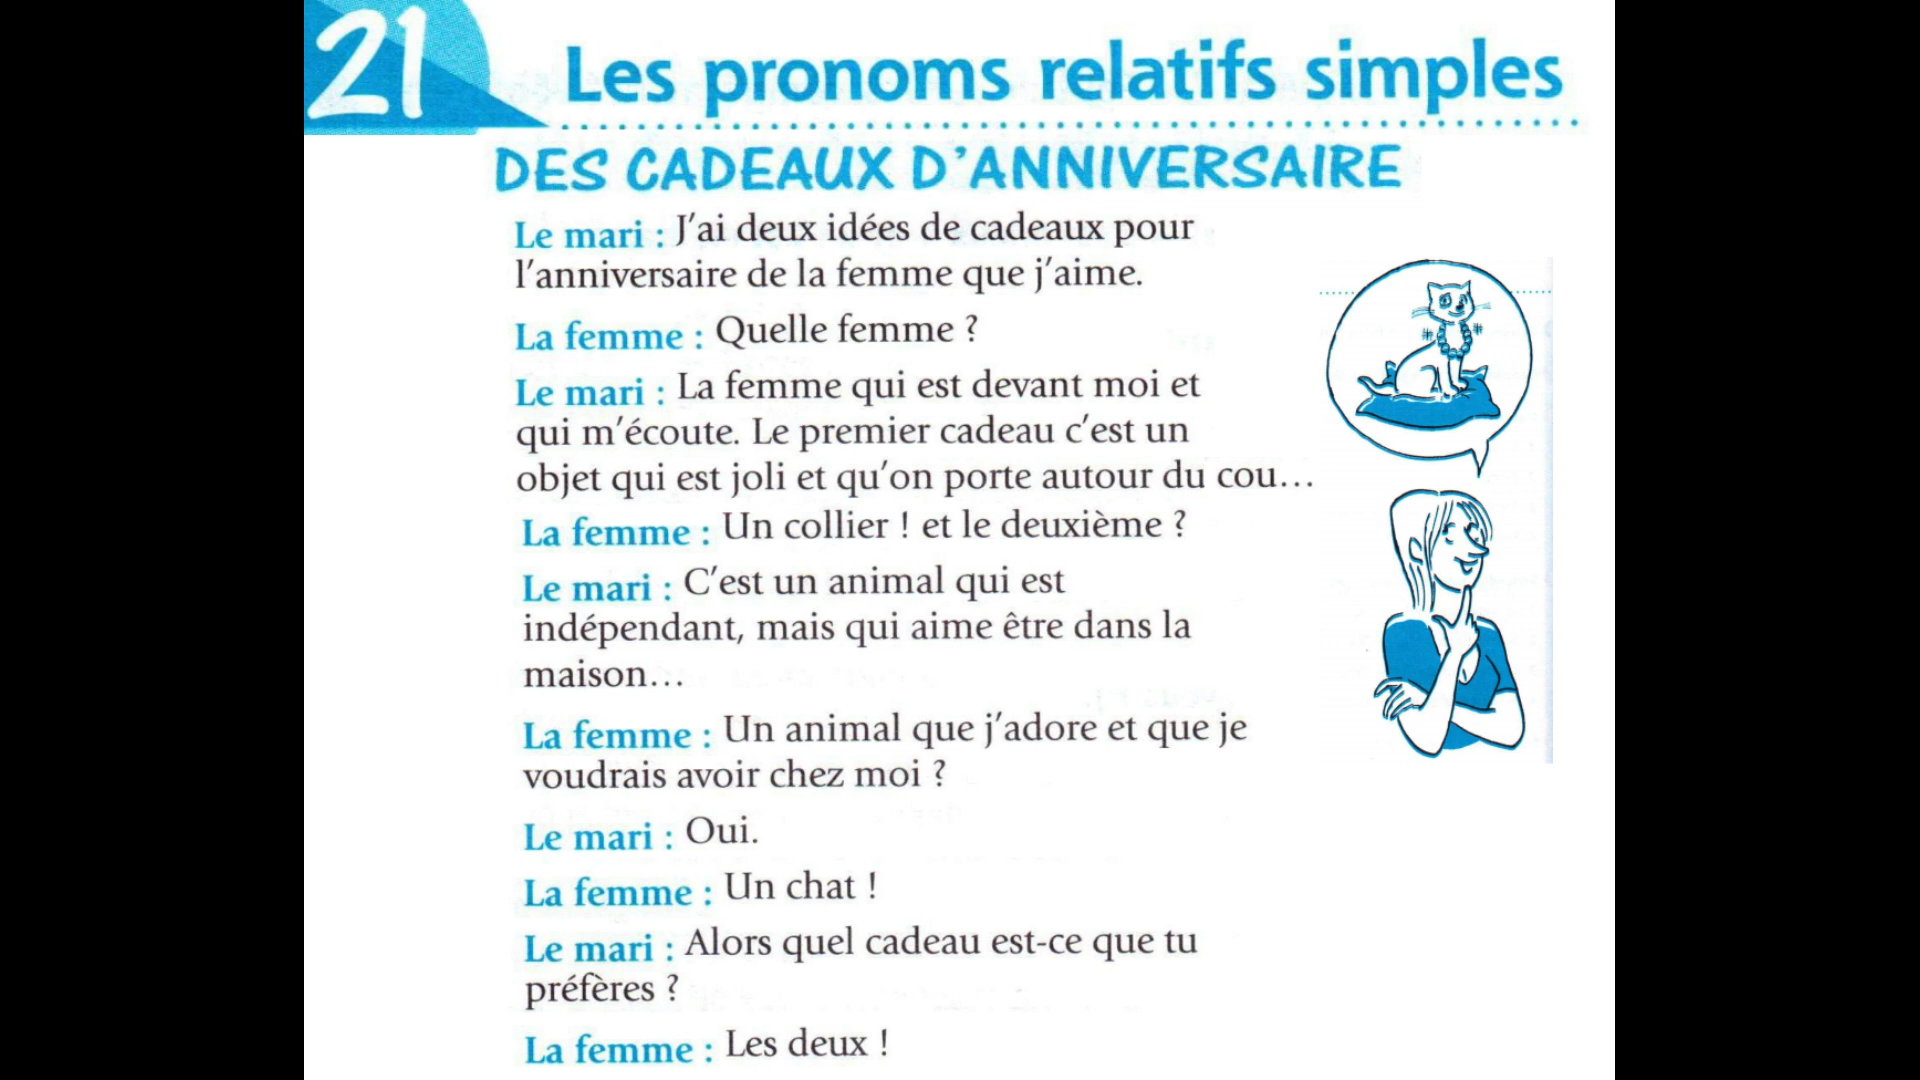 21
Les pronoms relatifs simples
DES CADEAUX D'ANNIVERSAIRE
Le mari : J'ai deux idées de cadeaux pour
l'anniversaire de la femme que j'aime.
La femme : Quelle femme ?
Le mari : La femme qui est devant moi et
qui m'écoute. Le premier cadeau c'est un
objet qui est joli et qu'on porte autour du cou…
La femme : Un collier ! et le deuxième ?
Le mari : C'est un animal qui est
indépendant, mais qui aime être dans la
maison…
La femme : Un animal que j'adore et que je
voudrais avoir chez moi ?
Le mari : Oui.
La femme : Un chat !
Le mari : Alors quel cadeau est-ce que tu
préfères ?
La femme : Les deux !